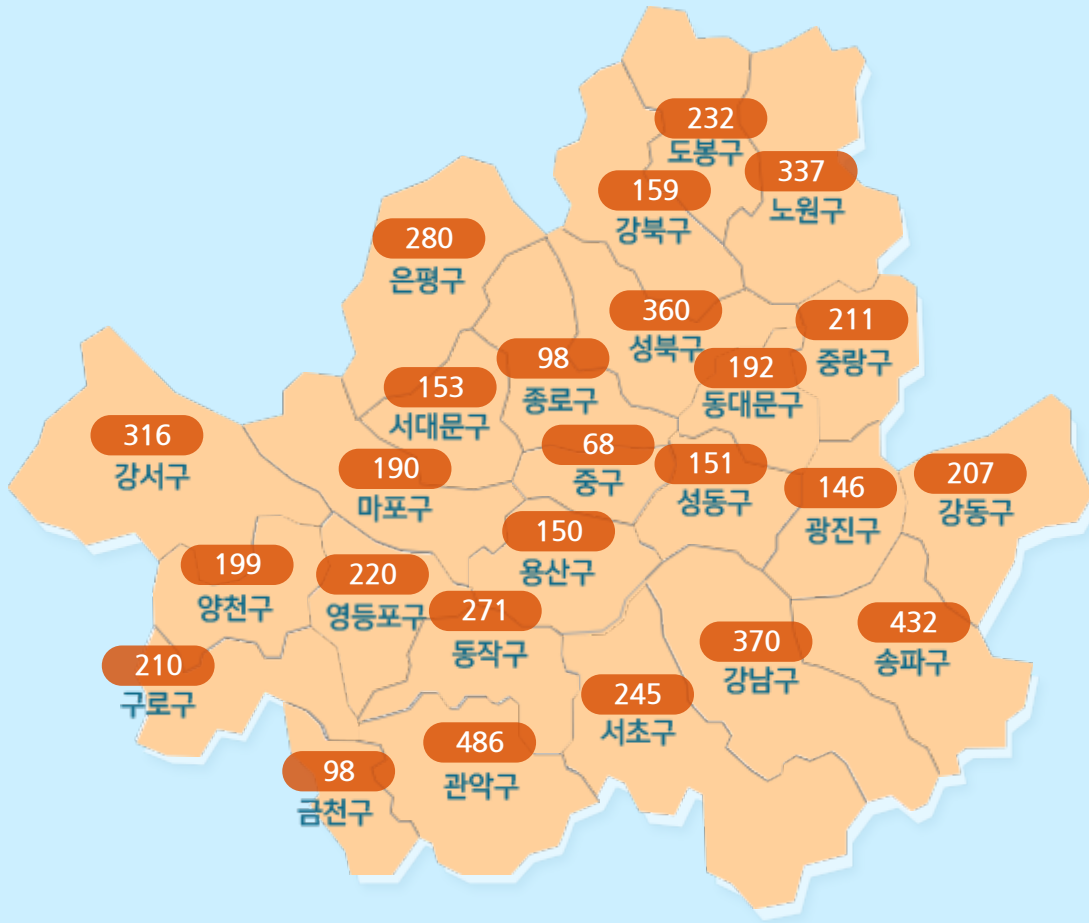 232
도봉구
337
노원구
159
강북구
280
은평구
360
성북구
211
중랑구
98
종로구
192
동대문구
153
서대문구
316
강서구
68
중구
190
마포구
151
성동구
146
광진구
207
강동구
150
용산구
199
양천구
220
영등포구
271
동작구
432
송파구
370
강남구
210
구로구
245
서초구
486
관악구
98
금천구